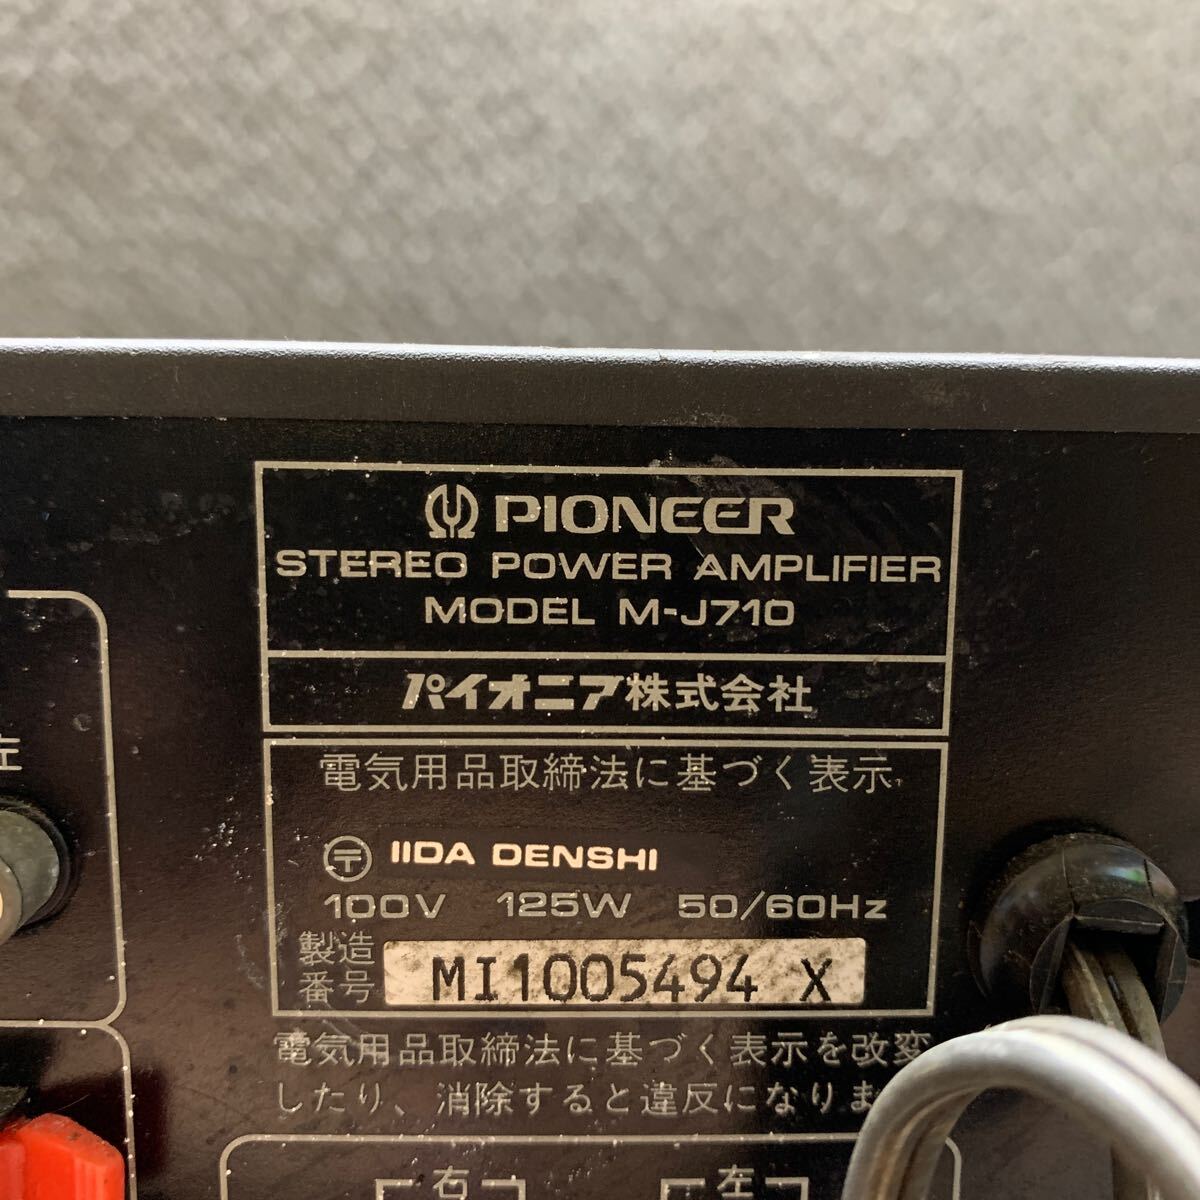 PIONEER
STEREO POWER AMPLIFIER
MODEL M-J710
パイオニア株式会社
左
電気用品取締法に基づく表示
〒 IIDA DENSHI
100V 125W 50/60Hz
製造
番号 MI1005494 X
電気用品取締法に基づく表示を改変
したり、消除すると違反になりま
右 左